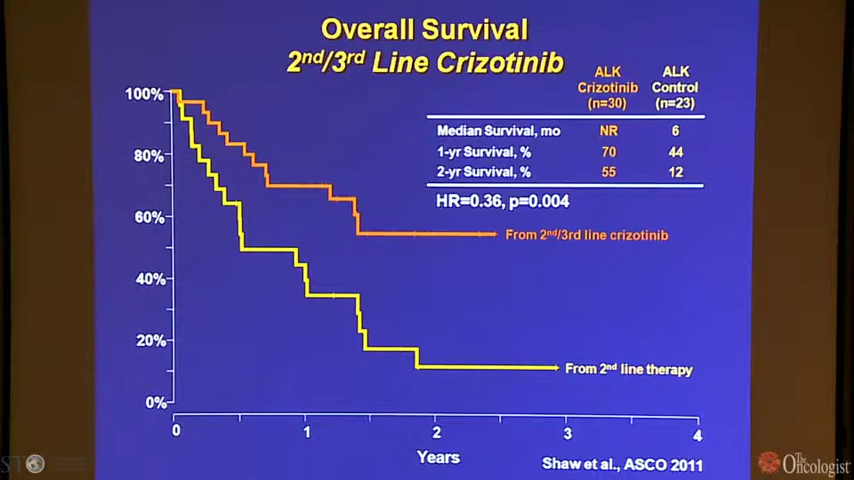 Overall Survival
2nd/3rd Line Crizotinib
ALK Crizotinib (n=30)
ALK Control (n=23)
Median Survival, mo NR 6
1-yr Survival, % 70 44
2-yr Survival, % 55 12
HR=0.36, p=0.004
100%
80%
60%
40%
20%
0%
From 2nd/3rd line crizotinib
From 2nd line therapy
0 1 2 3 4
Years
Shaw et al., ASCO 2011
The Oncologist